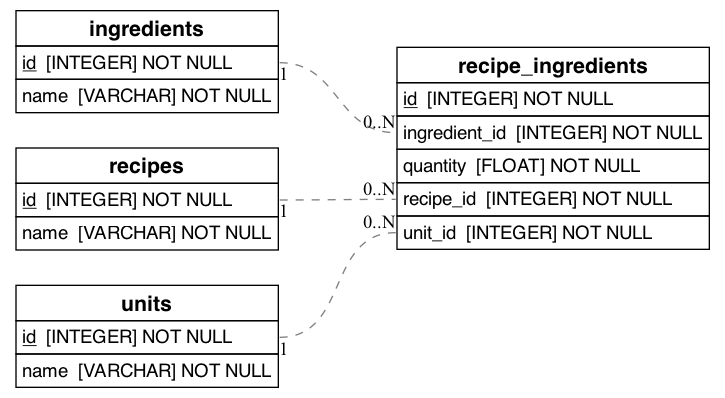 ingredients
id [INTEGER] NOT NULL
name [VARCHAR] NOT NULL
1
recipes
id [INTEGER] NOT NULL
name [VARCHAR] NOT NULL
1
units
id [INTEGER] NOT NULL
name [VARCHAR] NOT NULL
1
recipe_ingredients
id [INTEGER] NOT NULL
0..N
ingredient_id [INTEGER] NOT NULL
quantity [FLOAT] NOT NULL
0..N
recipe_id [INTEGER] NOT NULL
0..N
unit_id [INTEGER] NOT NULL